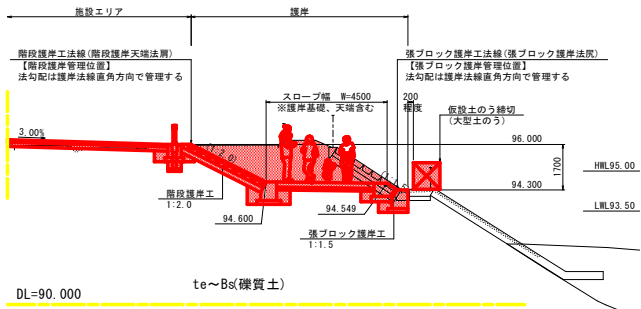 施設エリア
護岸
階段護岸工法線(階段護岸天端法肩)
【階段護岸管理位置】
法勾配は護岸法線直角方向で管理する
張ブロック護岸工法線(張ブロック護岸法尻)
【張ブロック護岸管理位置】
法勾配は護岸法線直角方向で管理する
スロープ幅 W=4500
※護岸基礎、天端含む
200
程度
仮設土のう締切
(大型土のう)
3.00%
96.000
(1:2.0)
1700
HWL95.00
94.300
階段護岸工
1:2.0
94.600
94.549
LWL93.50
張ブロック護岸工
1:1.5
te~Bs(礫質土)
DL=90.000